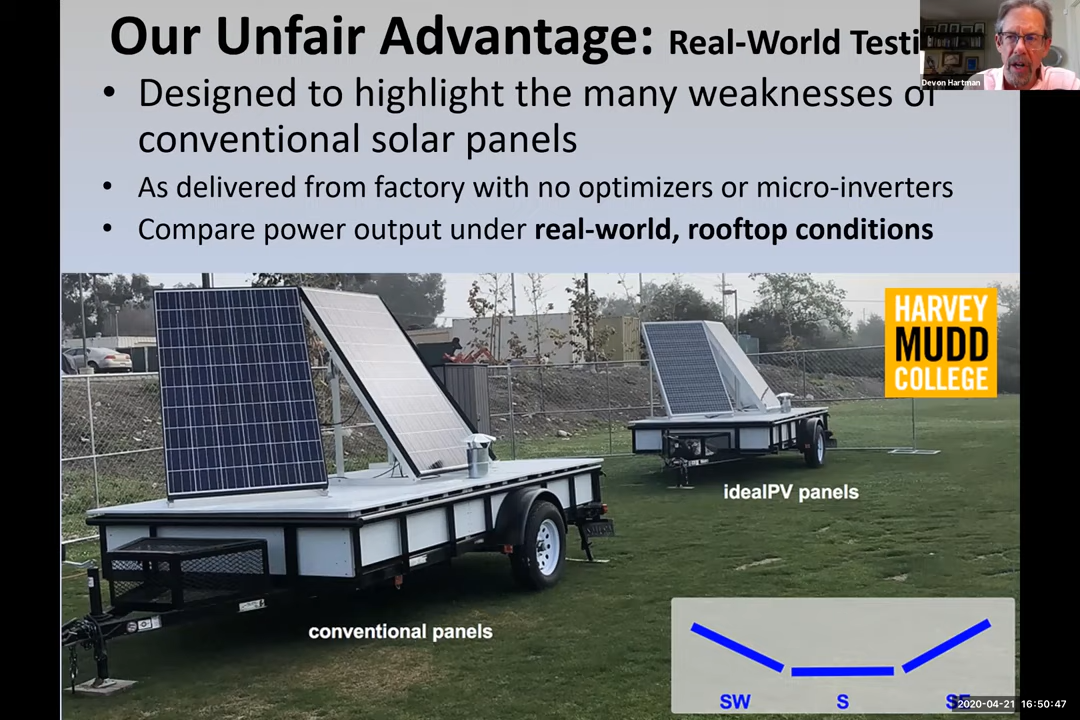 Our Unfair Advantage: Real-World Testi
Devon Hartman
• Designed to highlight the many weaknesses of
conventional solar panels
• As delivered from factory with no optimizers or micro-inverters
• Compare power output under real-world, rooftop conditions
HARVEY
MUDD
COLLEGE
idealPV panels
conventional panels
SW S SE
2020-04-21 16:50:47